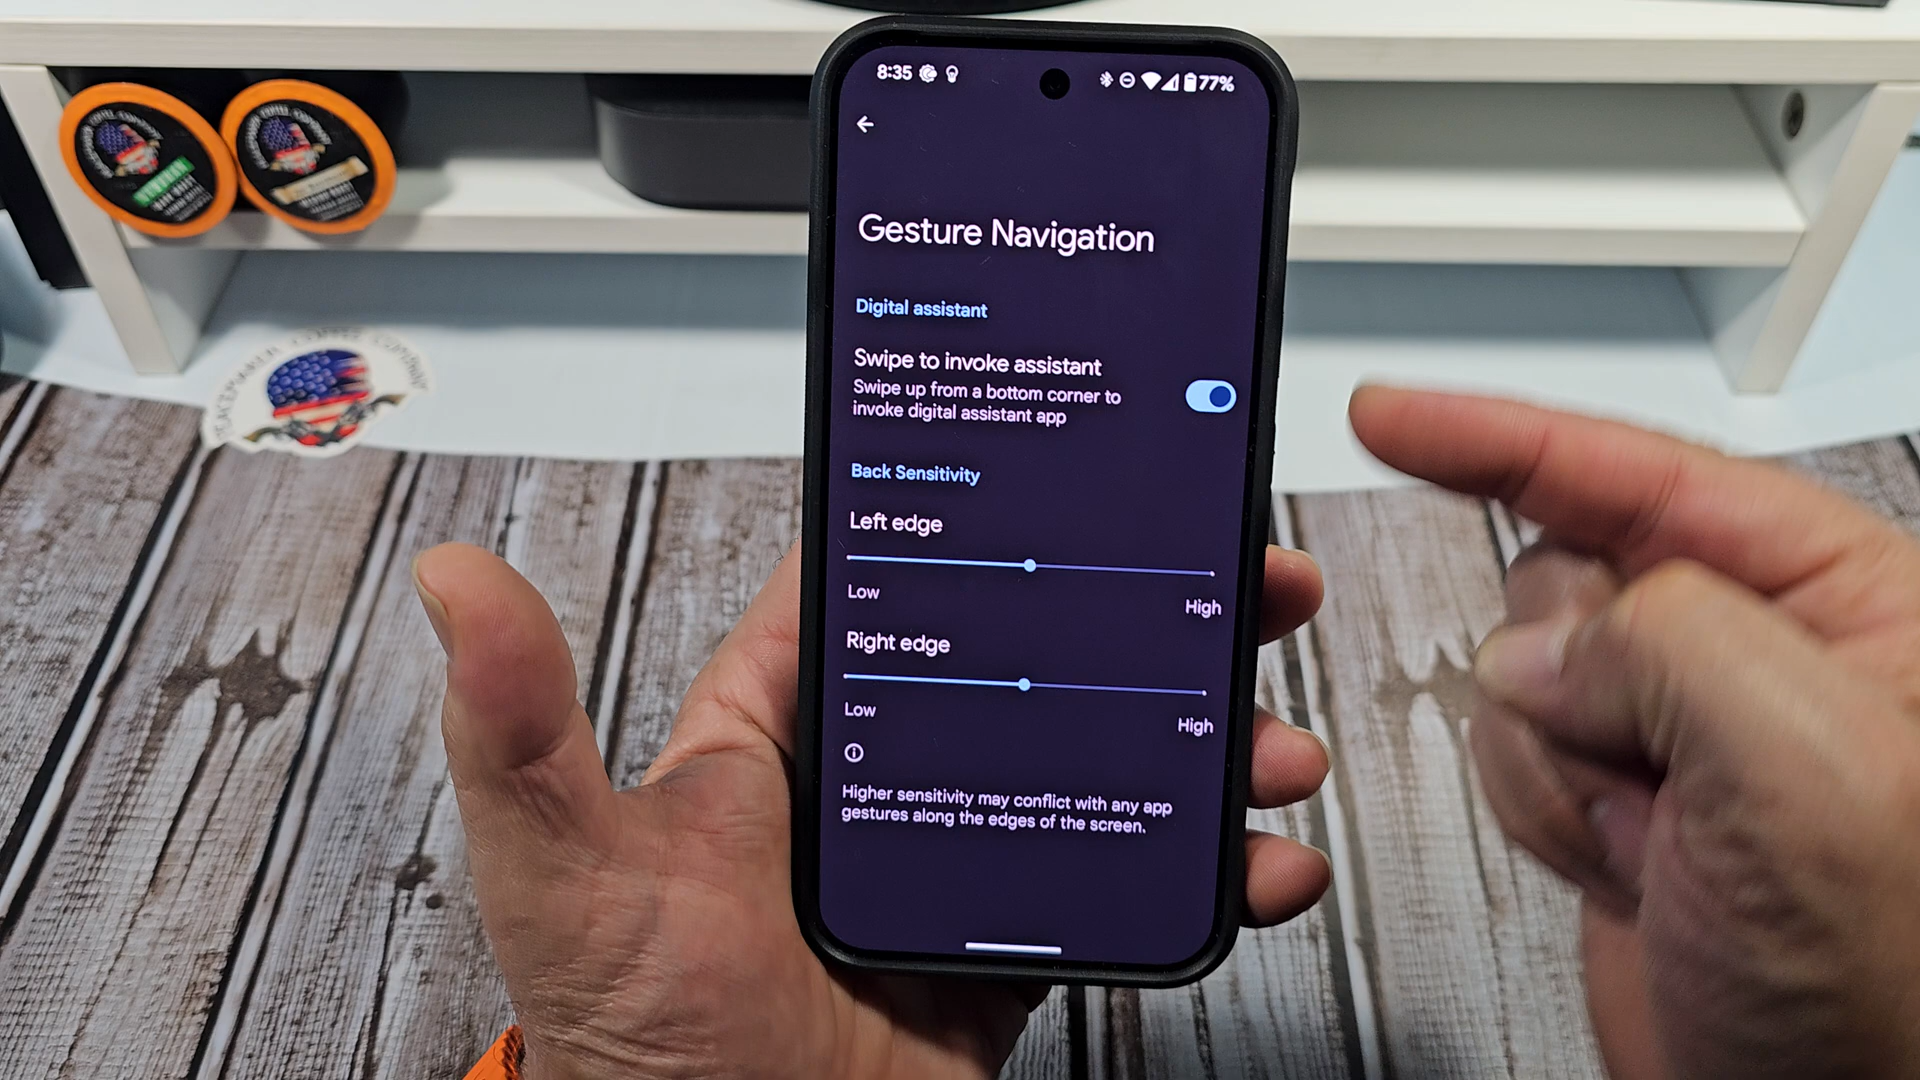 8:35
77%
Gesture Navigation
Digital assistant
Swipe to invoke assistant
Swipe up from a bottom corner to
invoke digital assistant app
Back Sensitivity
Left edge
Low
High
Right edge
Low
High
Higher sensitivity may conflict with any app
gestures along the edges of the screen.